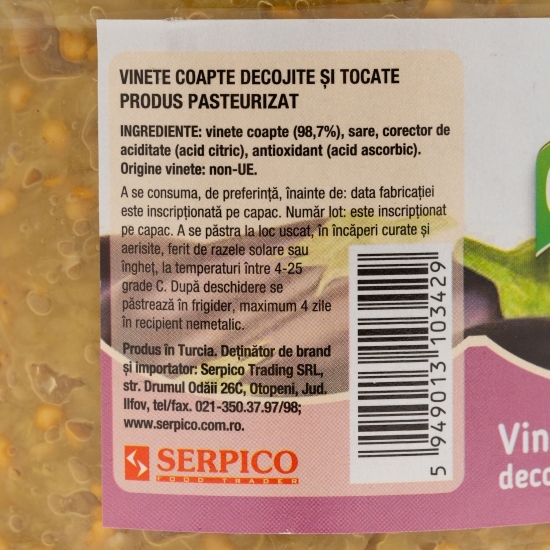 VINETE COAPTE DECOJITE ȘI TOCATE
PRODUS PASTEURIZAT
INGREDIENTE: vinete coapte (98,7%), sare, corector de
aciditate (acid citric), antioxidant (acid ascorbic).
Origine vinete: non-UE.
A se consuma, de preferință, înainte de: data fabricației
este inscripționată pe capac. Număr lot: este inscripționat
pe capac. A se păstra la loc uscat, în încăperi curate și
aerisite, ferit de razele solare sau
îngheț, la temperaturi între 4-25
grade C. După deschidere se
păstrează în frigider, maximum 4 zile
în recipient nemetalic.
Produs în Turcia. Deținător de brand
și importator: Serpico Trading SRL,
str. Drumul Odăii 26C, Otopeni, Jud.
Ilfov, tel/fax. 021-350.37.97/98;
www.serpico.com.ro.
SERPICO
FOOD TRADER
5 949013 103429
Vin
deco